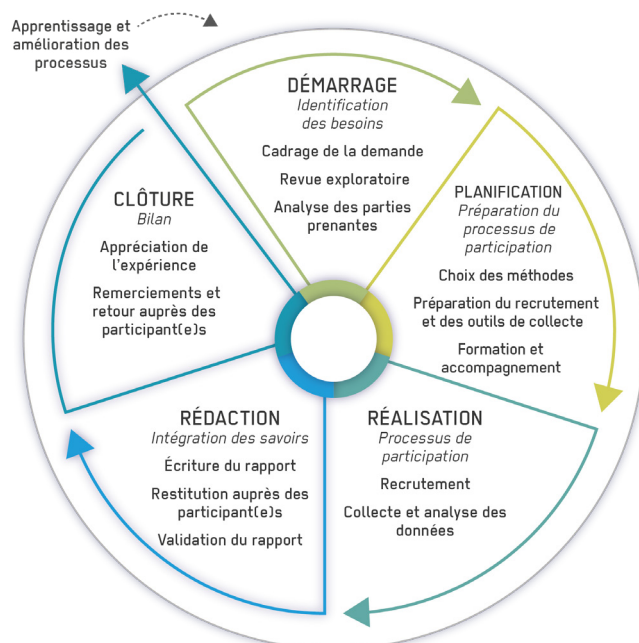 Apprentissage et
amélioration des
processus
DÉMARRAGE
Identification
des besoins
Cadrage de la demande
Revue exploratoire
Analyse des parties
prenantes
PLANIFICATION
Préparation du
processus de
participation
Choix des méthodes
Préparation du recrutement
et des outils de collecte
Formation et
accompagnement
RÉALISATION
Processus de
participation
Recrutement
Collecte et analyse des
données
RÉDACTION
Intégration des savoirs
Écriture du rapport
Restitution auprès des
participant(e)s
Validation du rapport
CLÔTURE
Bilan
Appréciation de
l'expérience
Remerciements et
retour auprès des
participant(e)s